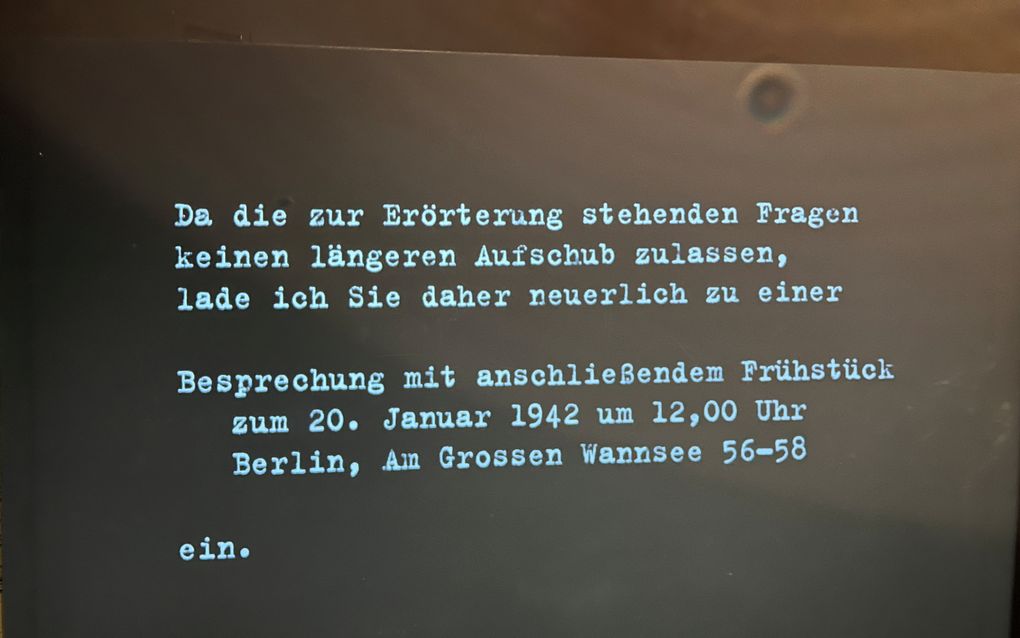 Da die zur Erörterung stehenden Fragen
keinen längeren Aufschub zulassen,
lade ich Sie daher neuerlich zu einer
Besprechung mit anschließendem Frühstück
zum 20. Januar 1942 um 12,00 Uhr
Berlin, Am Grossen Wannsee 56-58
ein.